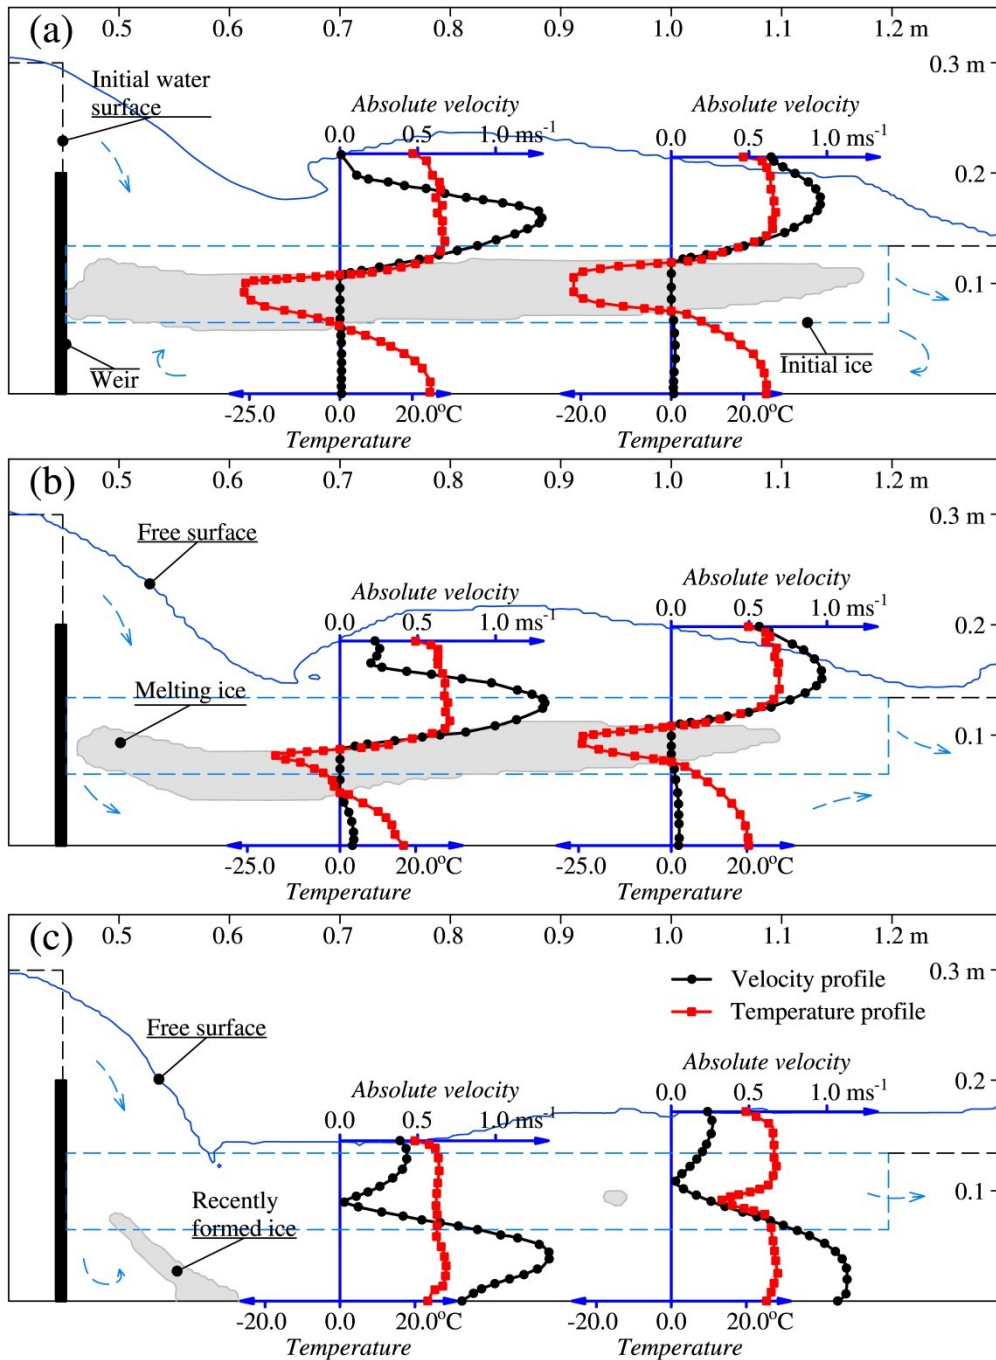 (a) 0.5 0.6 0.7 0.8 0.9 1.0 1.1 1.2 m
0.3 m
Initial water
surface
Absolute velocity Absolute velocity
0.0 0.5 1.0 ms⁻¹ 0.0 0.5 1.0 ms⁻¹
0.2
0.1
Weir Initial ice
-25.0 0.0 20.0ºC -20.0 0.0 20.0ºC
Temperature Temperature
(b) 0.5 0.6 0.7 0.8 0.9 1.0 1.1 1.2 m
0.3 m
Free surface
Absolute velocity Absolute velocity
0.0 0.5 1.0 ms⁻¹ 0.0 0.5 1.0 ms⁻¹
0.2
Melting ice
0.1
-25.0 0.0 20.0ºC -25.0 0.0 20.0ºC
Temperature Temperature
(c) 0.5 0.6 0.7 0.8 0.9 1.0 1.1 1.2 m
0.3 m
Velocity profile
Temperature profile
Free surface
Absolute velocity Absolute velocity
0.0 0.5 1.0 ms⁻¹ 0.0 0.5 1.0 ms⁻¹
0.2
0.1
Recently
formed ice
-20.0 0.0 20.0ºC -20.0 0.0 20.0ºC
Temperature Temperature